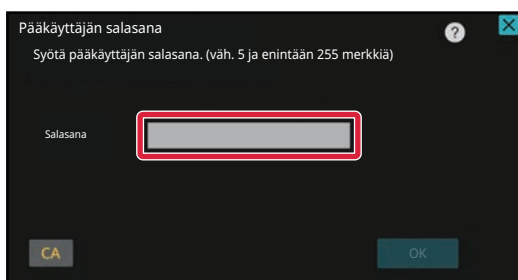 Pääkäyttäjän salasana
?
Syötä pääkäyttäjän salasana. (väh. 5 ja enintään 255 merkkiä)
Salasana
CA
OK